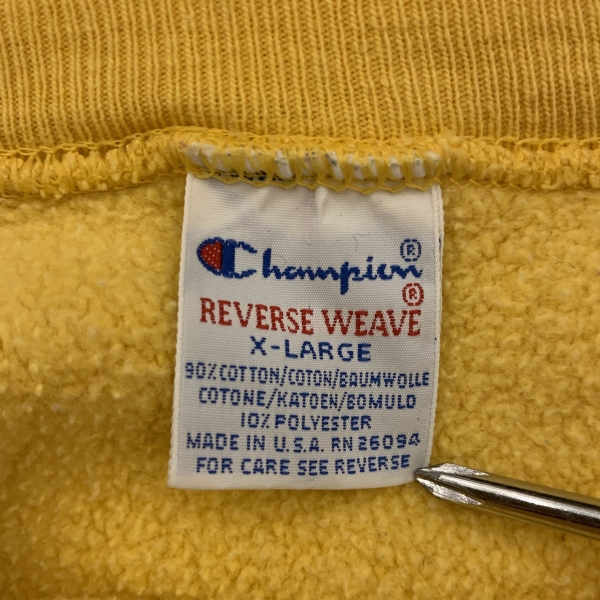 Champion®
REVERSE WEAVE®
X-LARGE
90% COTTON/COTON/BAUMWOLLE
COTONE/KATOEN/BOMULD
10% POLYESTER
MADE IN U.S.A. RN 26094
FOR CARE SEE REVERSE